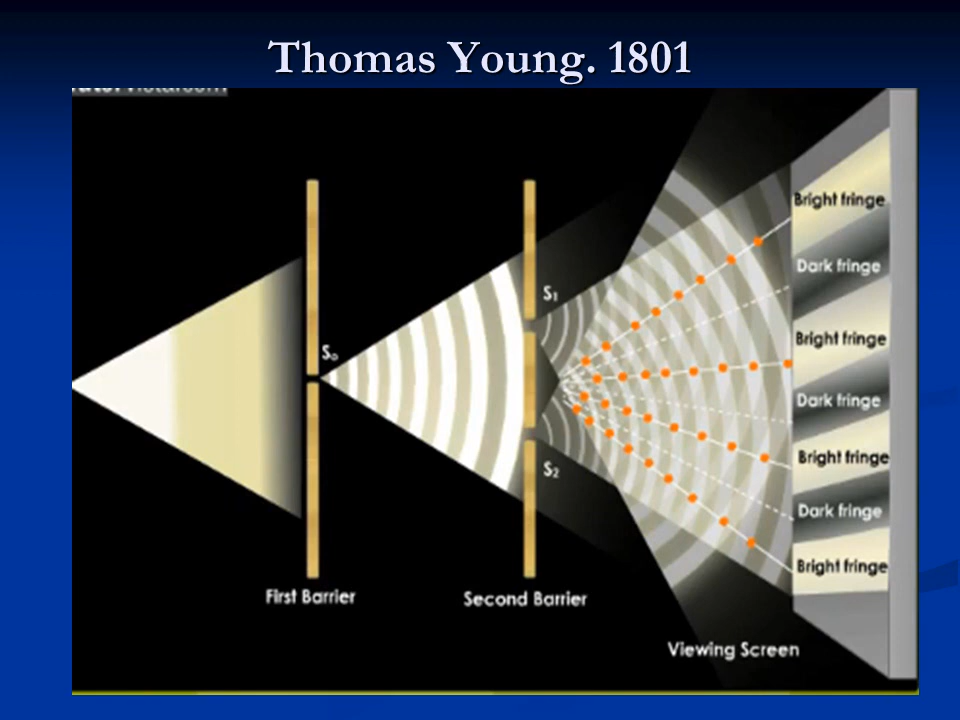 Thomas Young. 1801
Bright fringe
Dark fringe
S₁
Bright fringe
S₀
Dark fringe
Bright fringe
S₂
Dark fringe
Bright fringe
First Barrier
Second Barrier
Viewing Screen